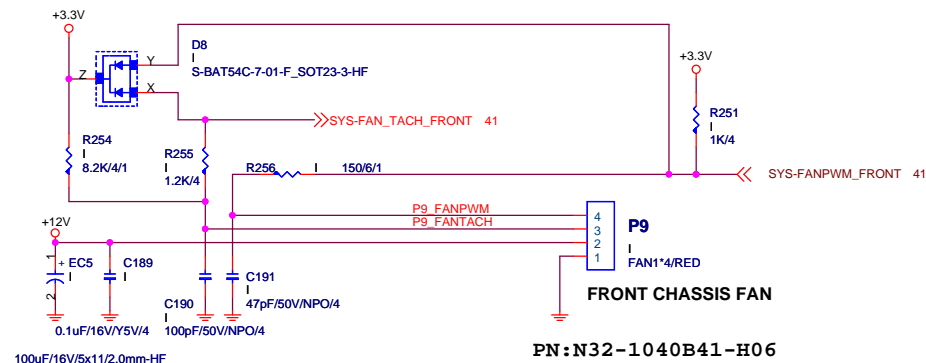 +3.3V
D8
I
S-BAT54C-7-01-F_SOT23-3-HF
Y
Z
X
+3.3V
SYS-FAN_TACH_FRONT 41
R251
I
1K/4
R254
I
8.2K/4/1
R255
I
1.2K/4
R256
I
150/6/1
SYS-FANPWM_FRONT 41
P9_FANPWM
P9_FANTACH
4
3
2
1
P9
I
FAN1*4/RED
FRONT CHASSIS FAN
+12V
1
+ EC5
I
2
C189
I
0.1uF/16V/Y5V/4
C190
I
100pF/50V/NPO/4
C191
I
47pF/50V/NPO/4
100uF/16V/5x11/2.0mm-HF
PN:N32-1040B41-H06